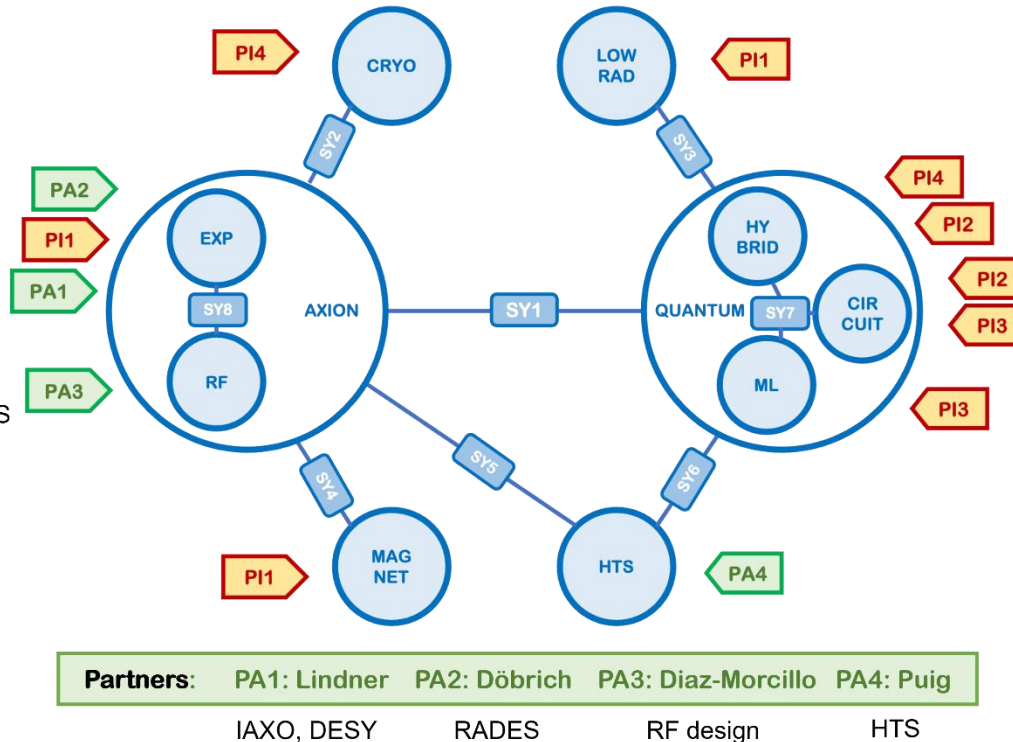 PI4
CRYO
LOW
RAD
PI1
SY2
SY3
PA2
PI1
PA1
PA3
S
EXP
SY8
RF
AXION
SY1
QUANTUM
HY
BRID
SY7
CIR
CUIT
ML
PI4
PI2
PI2
PI3
PI3
SY4
SY5
SY6
PI1
MAG
NET
HTS
PA4
Partners: PA1: Lindner PA2: Döbrich PA3: Diaz-Morcillo PA4: Puig
IAXO, DESY RADES RF design HTS